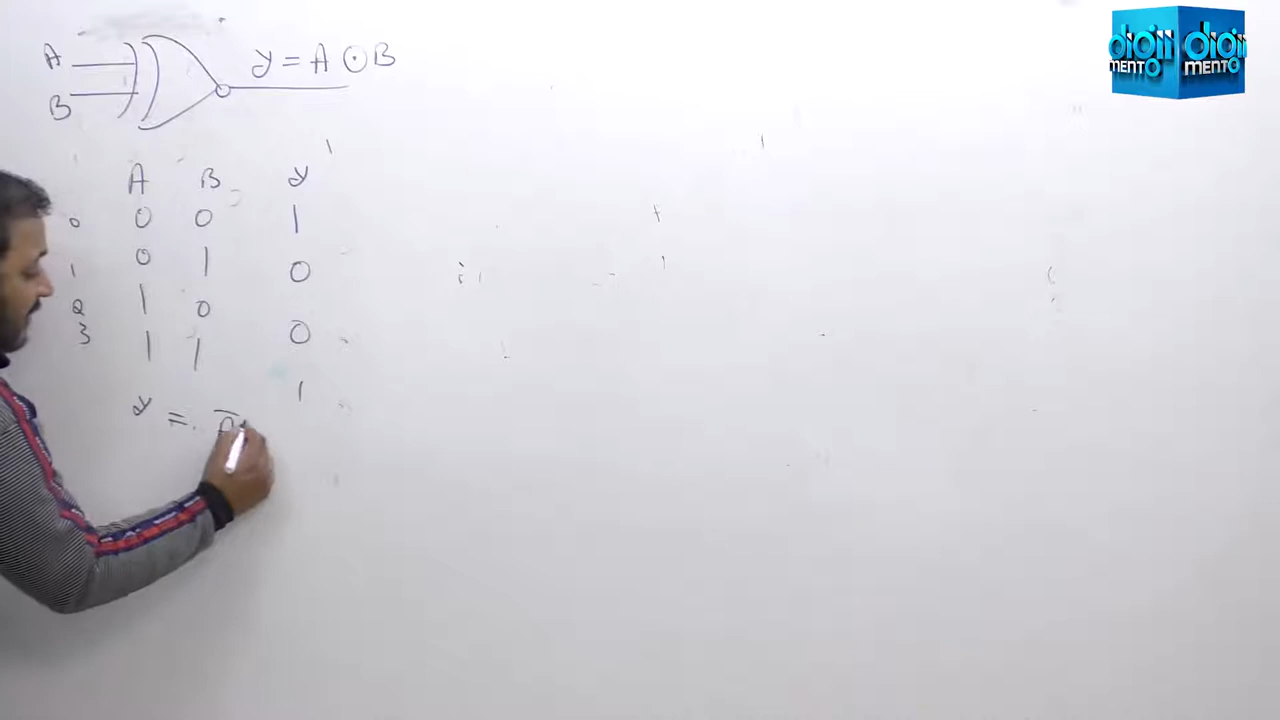 A
B
y = A ⊙ B
A B y
0 0 0 1
1 0 1 0
2 1 0 0
3 1 1 1
y =
digii digii
MENTO MENTO